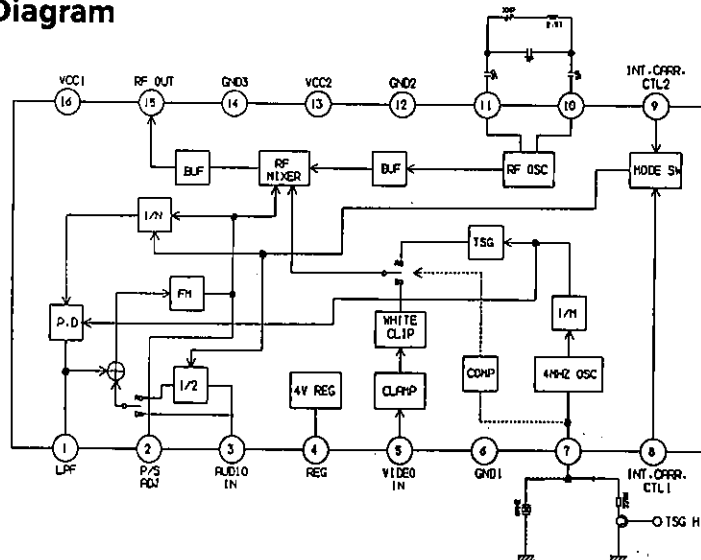 Diagram
VCC1
RF OUT
GND3
VCC2
GND2
INT.CARR.
CTL2
16
15
14
13
12
11
10
9
BUF
RF
MIXER
BUF
RF OSC
MODE SW
1/N
TSG
FM
P.D
WHITE
CLIP
1/M
1/2
4V REG
CLAMP
COMP
4MHZ OSC
1
2
3
4
5
6
7
8
LPF
P/S
ADJ
AUDIO
IN
REG
VIDEO
IN
GND1
INT.CARR.
CTL1
TSG H